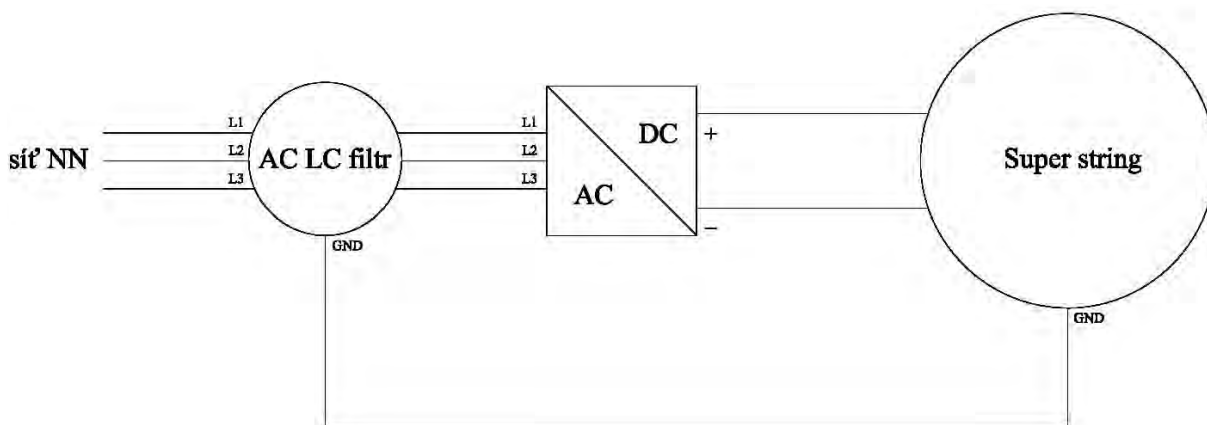 síť NN
L1
L2
L3
AC LC filtr
GND
L1
L2
L3
AC
DC
+
−
Super string
GND